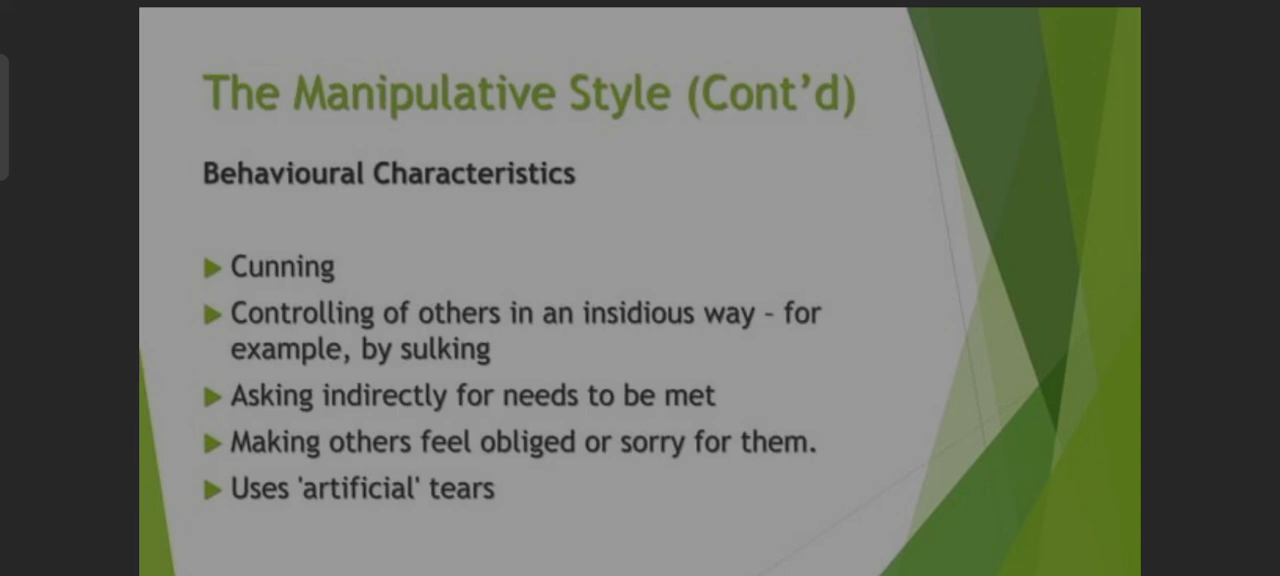 The Manipulative Style (Cont’d)
Behavioural Characteristics
Cunning
Controlling of others in an insidious way – for
example, by sulking
Asking indirectly for needs to be met
Making others feel obliged or sorry for them.
Uses 'artificial' tears